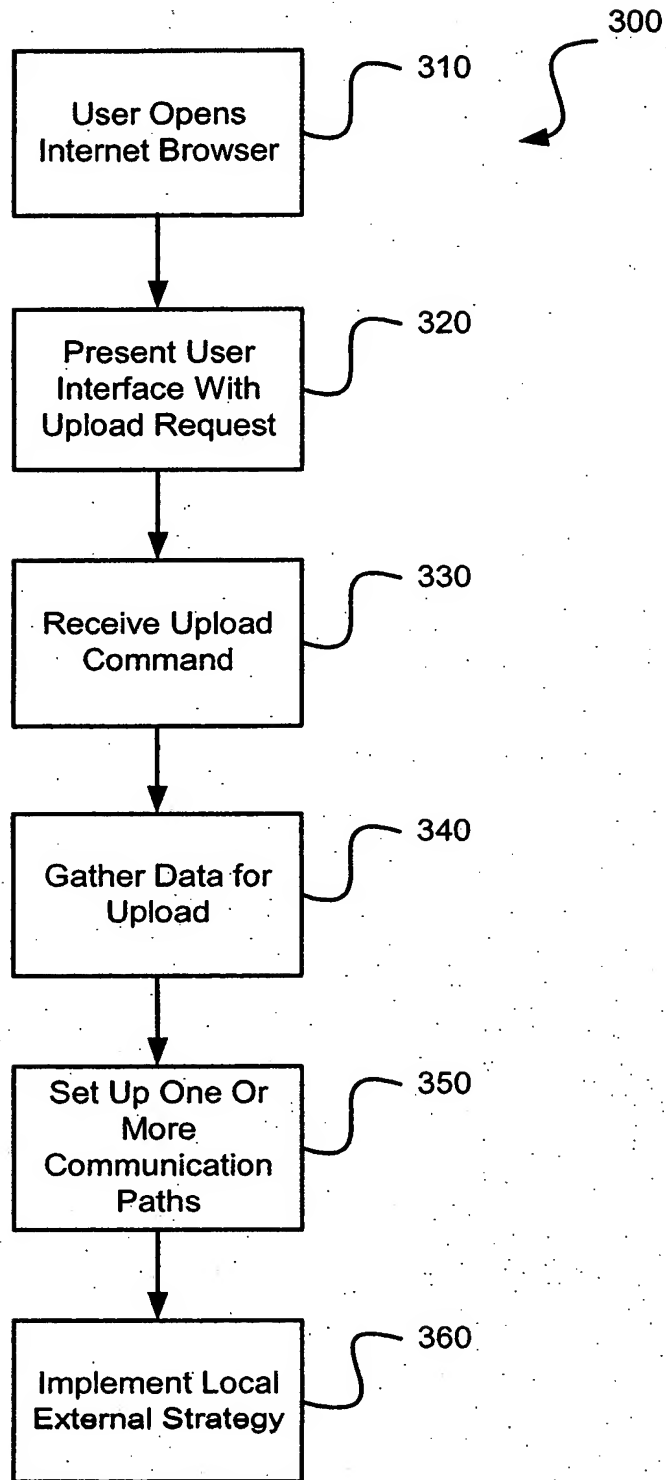 300
310
User Opens
Internet Browser
320
Present User
Interface With
Upload Request
330
Receive Upload
Command
340
Gather Data for
Upload
350
Set Up One Or
More
Communication
Paths
360
Implement Local
External Strategy